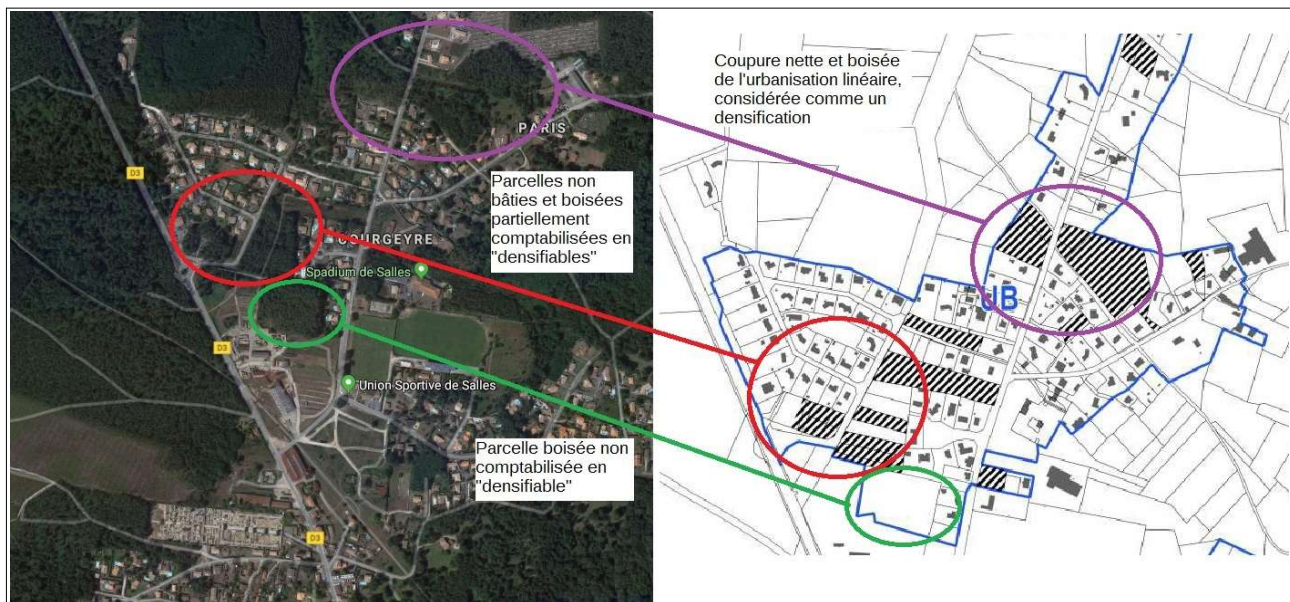 Coupure nette et boisée
de l'urbanisation linéaire,
considérée comme un
densification
PARIS
D3
Parcelles non
bâties et boisées
partiellement
comptabilisées en
"densifiables"
COURGEYRE
Spadium de Salles
UB
D3
Union Sportive de Salles
Parcelle boisée non
comptabilisée en
"densifiable"
D3